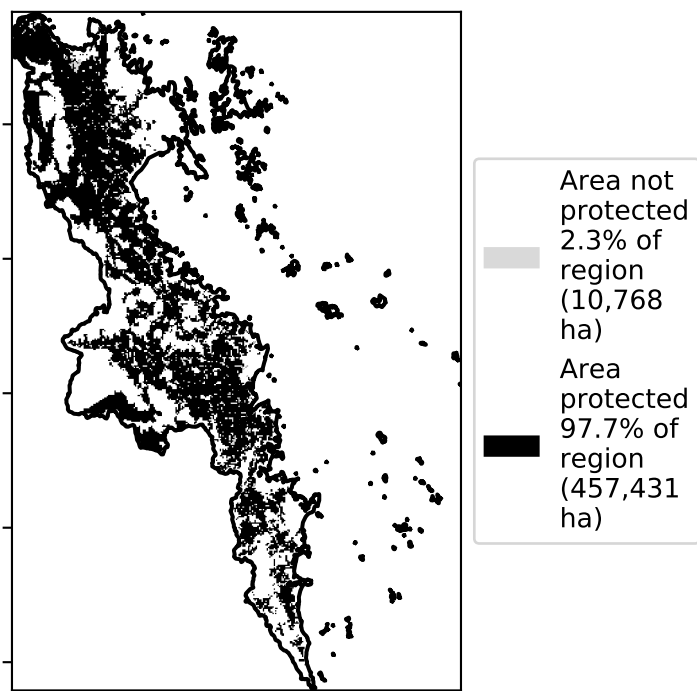 Area not
protected
2.3% of
region
(10,768
ha)
Area
protected
97.7% of
region
(457,431
ha)